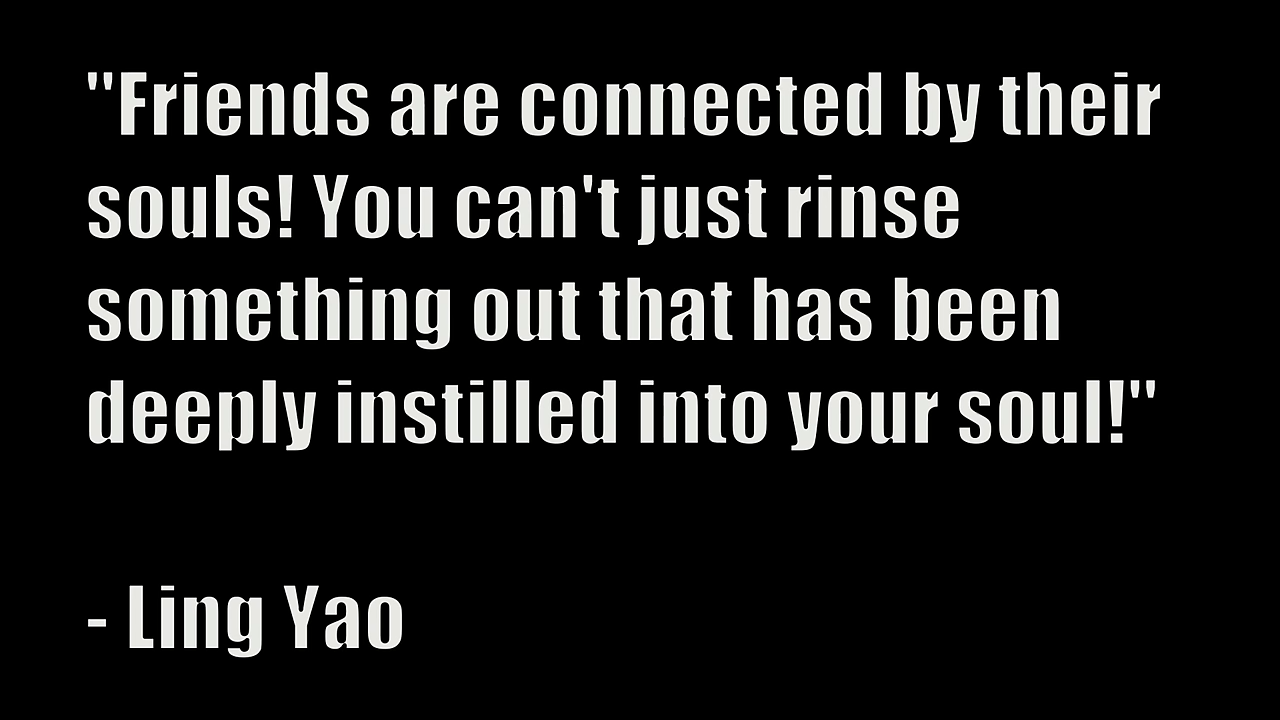 "Friends are connected by their
souls! You can't just rinse
something out that has been
deeply instilled into your soul!"
- Ling Yao